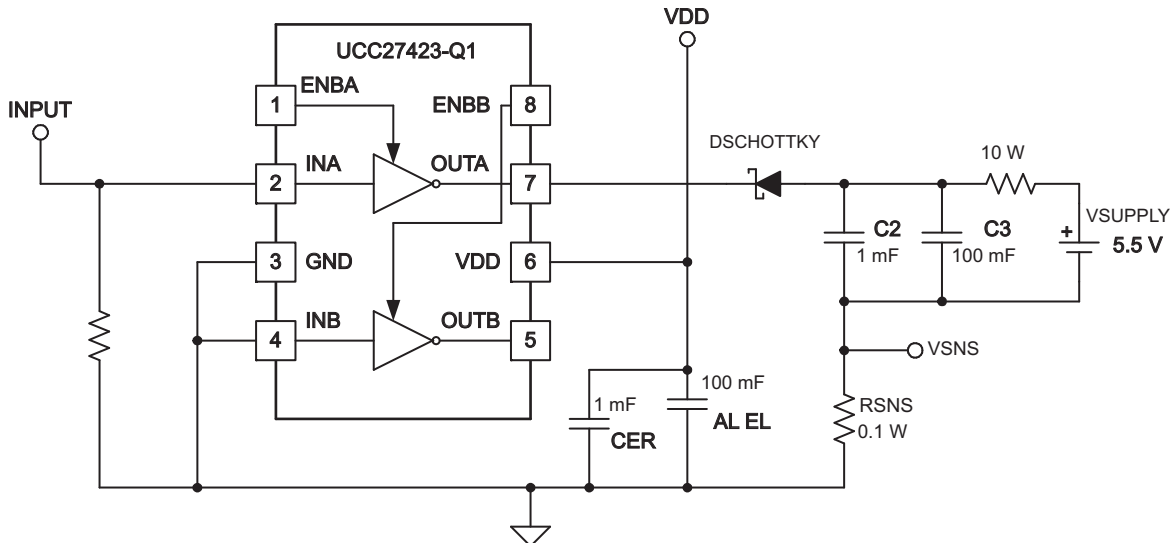 VDD
UCC27423-Q1
INPUT
1
ENBA
ENBB
8
DSCHOTTKY
10 W
2
INA
OUTA
7
C2
1 mF
C3
100 mF
+
VSUPPLY
5.5 V
3
GND
VDD
6
4
INB
OUTB
5
VSNS
1 mF
CER
100 mF
AL EL
RSNS
0.1 W